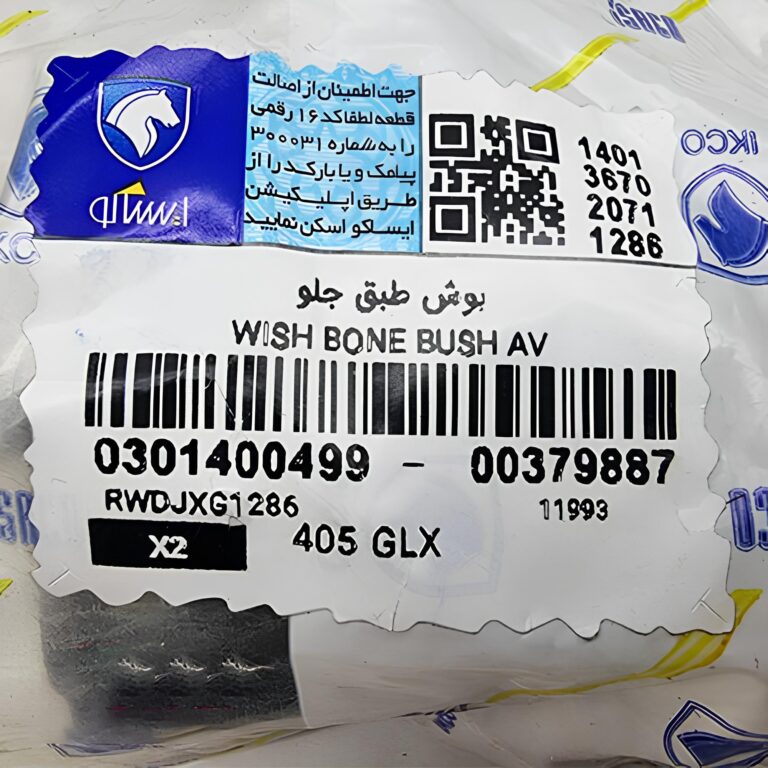 ISACO
IKCO
ایساکو
جهت اطمینان از اصالت
قطعه لطفا کد ۱۶ رقمی
را به شماره ۳۰۰۰۳۱
پیامک و یا بارکد را از
طریق اپلیکیشن
ایساکو اسکن نمایید
1401
3670
2071
1286
بوش طبق جلو
WISH BONE BUSH AV
0301400499 - 00379887
RWDJXG1286 11993
X2 405 GLX